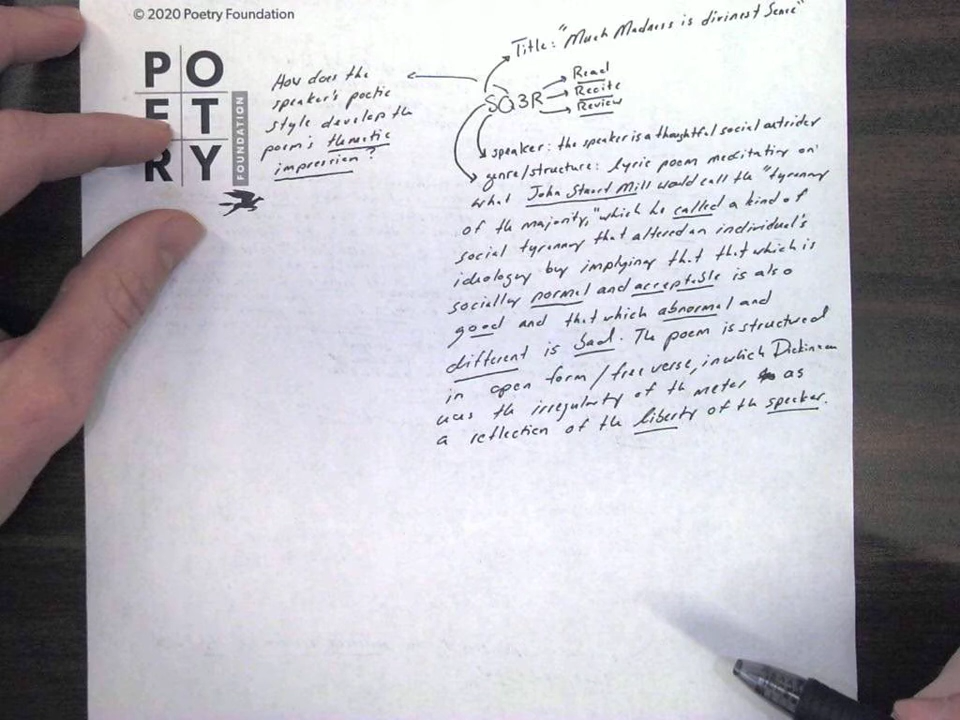 © 2020 Poetry Foundation
PO
ET
RY
FOUNDATION
How does the
speaker's poetic
style develop the
poem's thematic
impression?
Title: "Much Madness is divinest Sense"
SQ3R
Read
Recite
Review
speaker: the speaker is a thoughtful social outsider
genre/structure: lyric poem meditating on
what John Stuart Mill would call the "tyranny
of the majority," which he called a kind of
social tyranny that altered an individual's
ideology by implying that that which is
socially normal and acceptable is also
good and that which abnormal and
different is bad. The poem is structured
in open form/free verse, in which Dickinson
uses the irregularity of the meter as
a reflection of the liberty of the speaker.